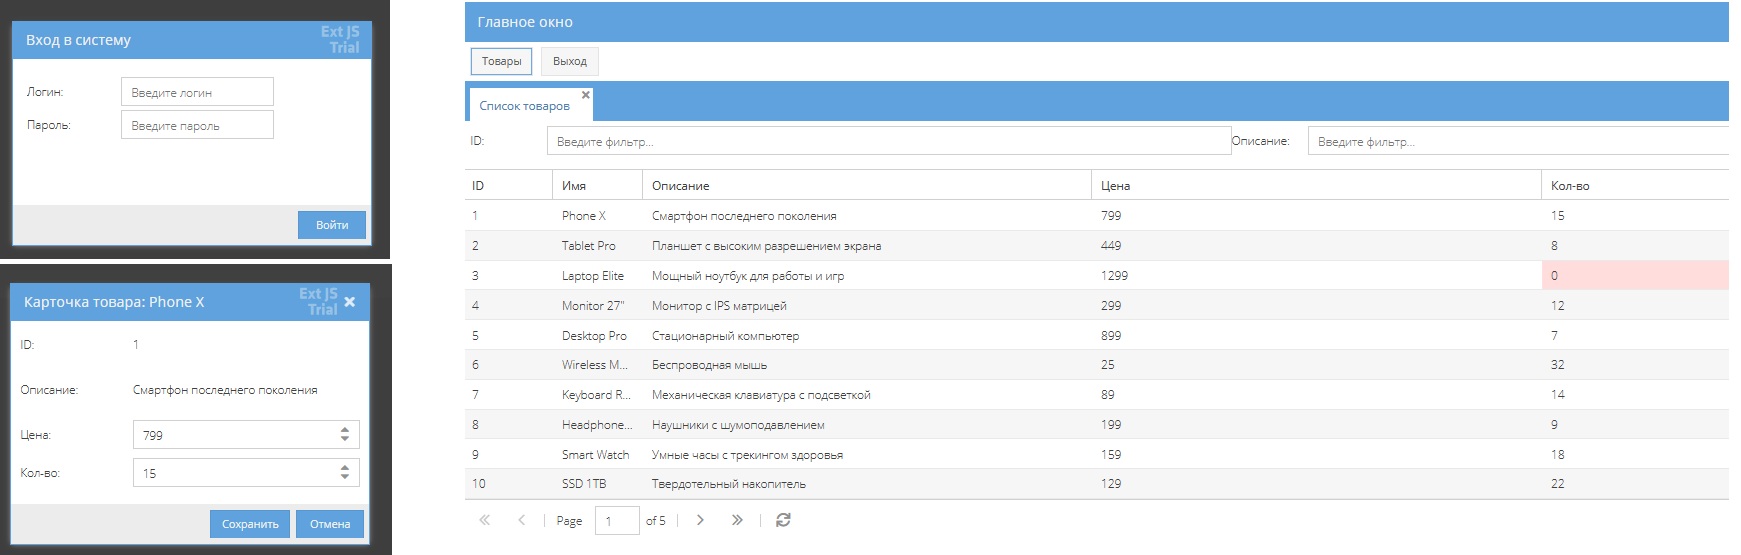 Вход в систему
Ext JS
Trial
Логин: Введите логин
Пароль: Введите пароль
Войти
Карточка товара: Phone X
Ext JS
Trial
ID: 1
Описание: Смартфон последнего поколения
Цена: 799
Кол-во: 15
Сохранить Отмена
Главное окно
Товары Выход
Список товаров
ID: Введите фильтр... Описание: Введите фильтр...
ID Имя Описание Цена Кол-во
1 Phone X Смартфон последнего поколения 799 15
2 Tablet Pro Планшет с высоким разрешением экрана 449 8
3 Laptop Elite Мощный ноутбук для работы и игр 1299 0
4 Monitor 27" Монитор с IPS матрицей 299 12
5 Desktop Pro Стационарный компьютер 899 7
6 Wireless M... Беспроводная мышь 25 32
7 Keyboard R... Механическая клавиатура с подсветкой 89 14
8 Headphone... Наушники с шумоподавлением 199 9
9 Smart Watch Умные часы с трекингом здоровья 159 18
10 SSD 1TB Твердотельный накопитель 129 22
Page 1 of 5